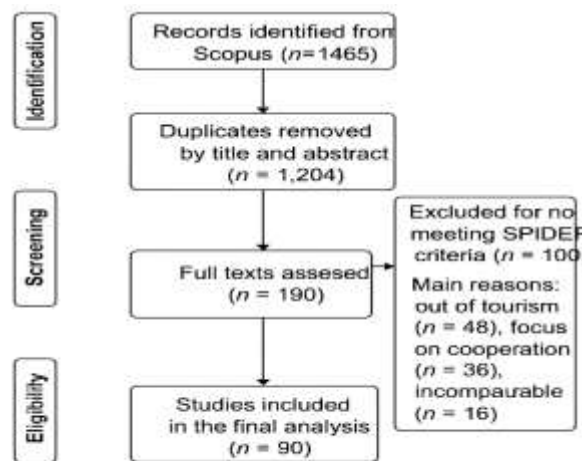 Identification
Records identified from
Scopus (n=1465)
Duplicates removed
by title and abstract
(n = 1,204)
Screening
Full texts assesed
(n = 190)
Excluded for no
meeting SPIDER
criteria (n = 100
Main reasons:
out of tourism
(n = 48), focus
on cooperation
(n = 36),
incompaurable
(n = 16)
Eligibility
Studies included
in the final analysis
(n = 90)